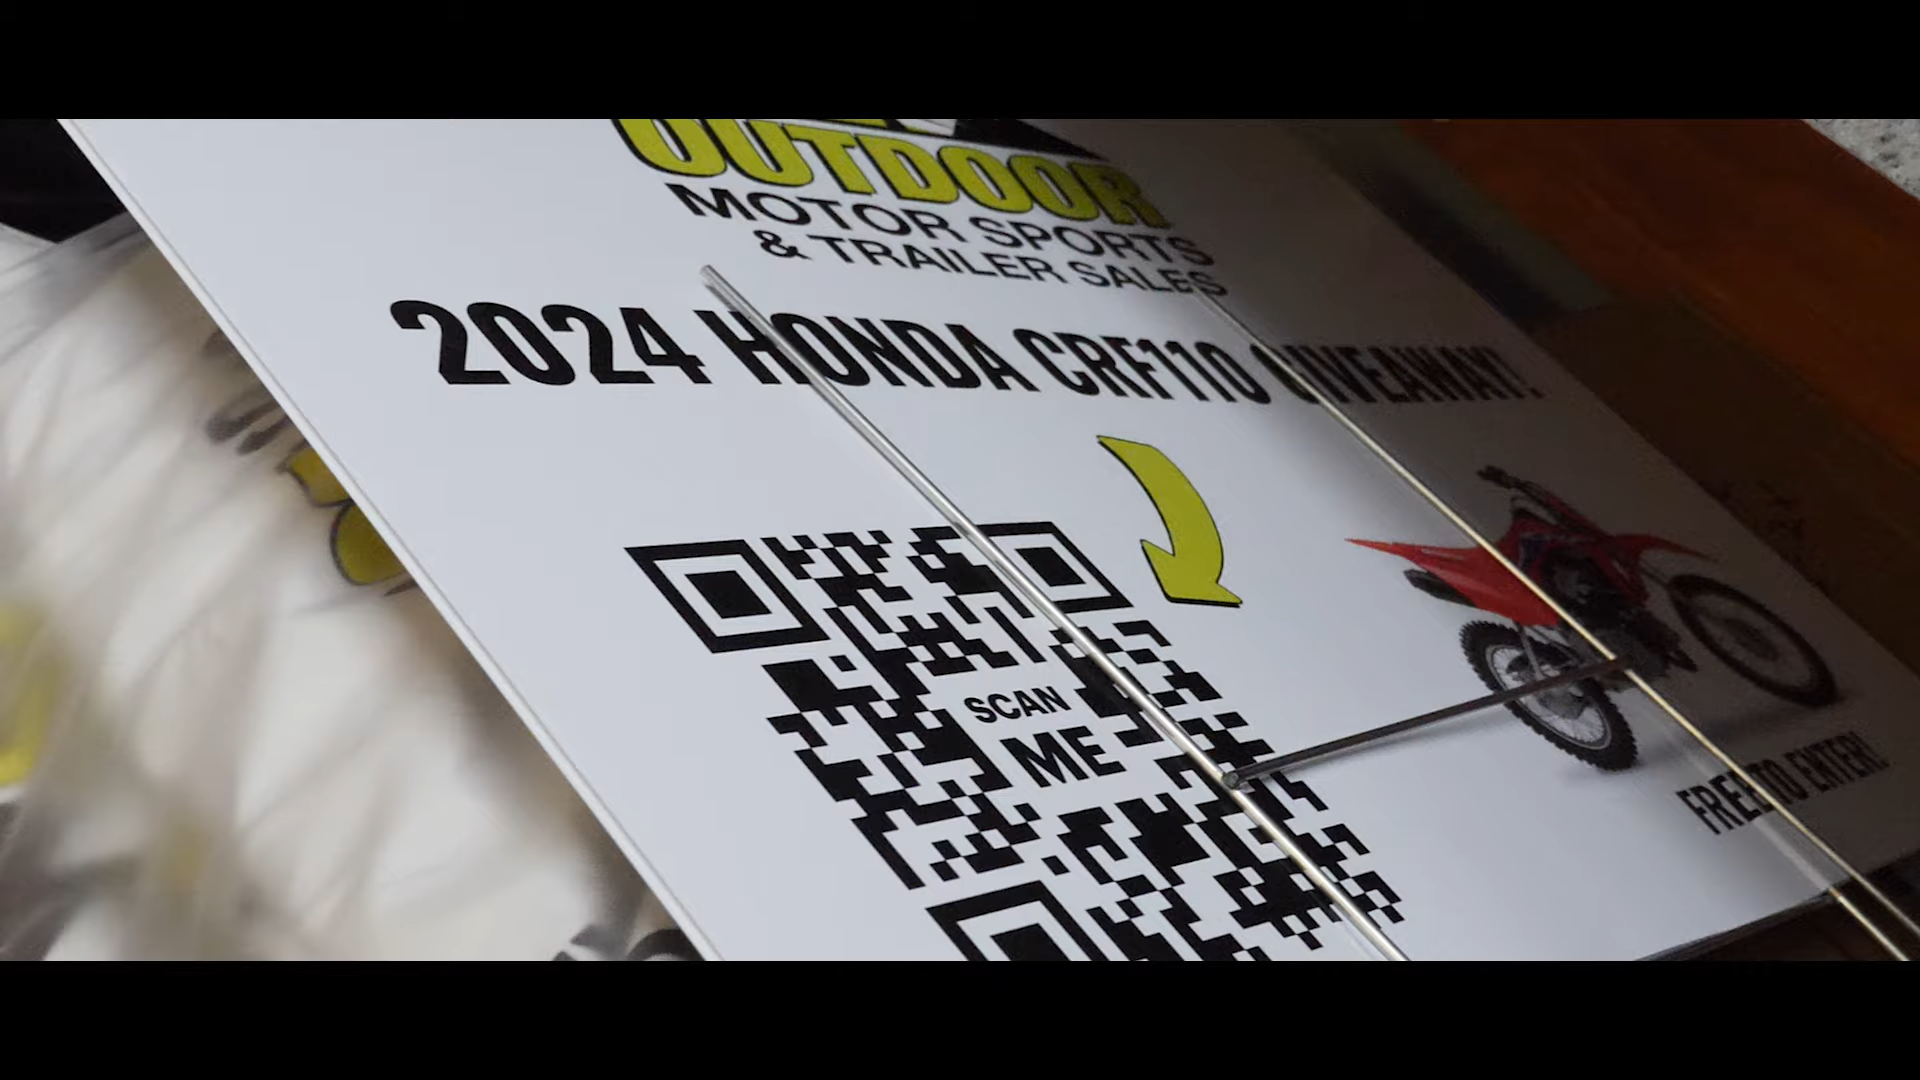 OUTDOOR
MOTOR SPORTS
& TRAILER SALES
2024 HONDA CRF110 GIVEAWAY!
SCAN
ME
FREE TO ENTER!